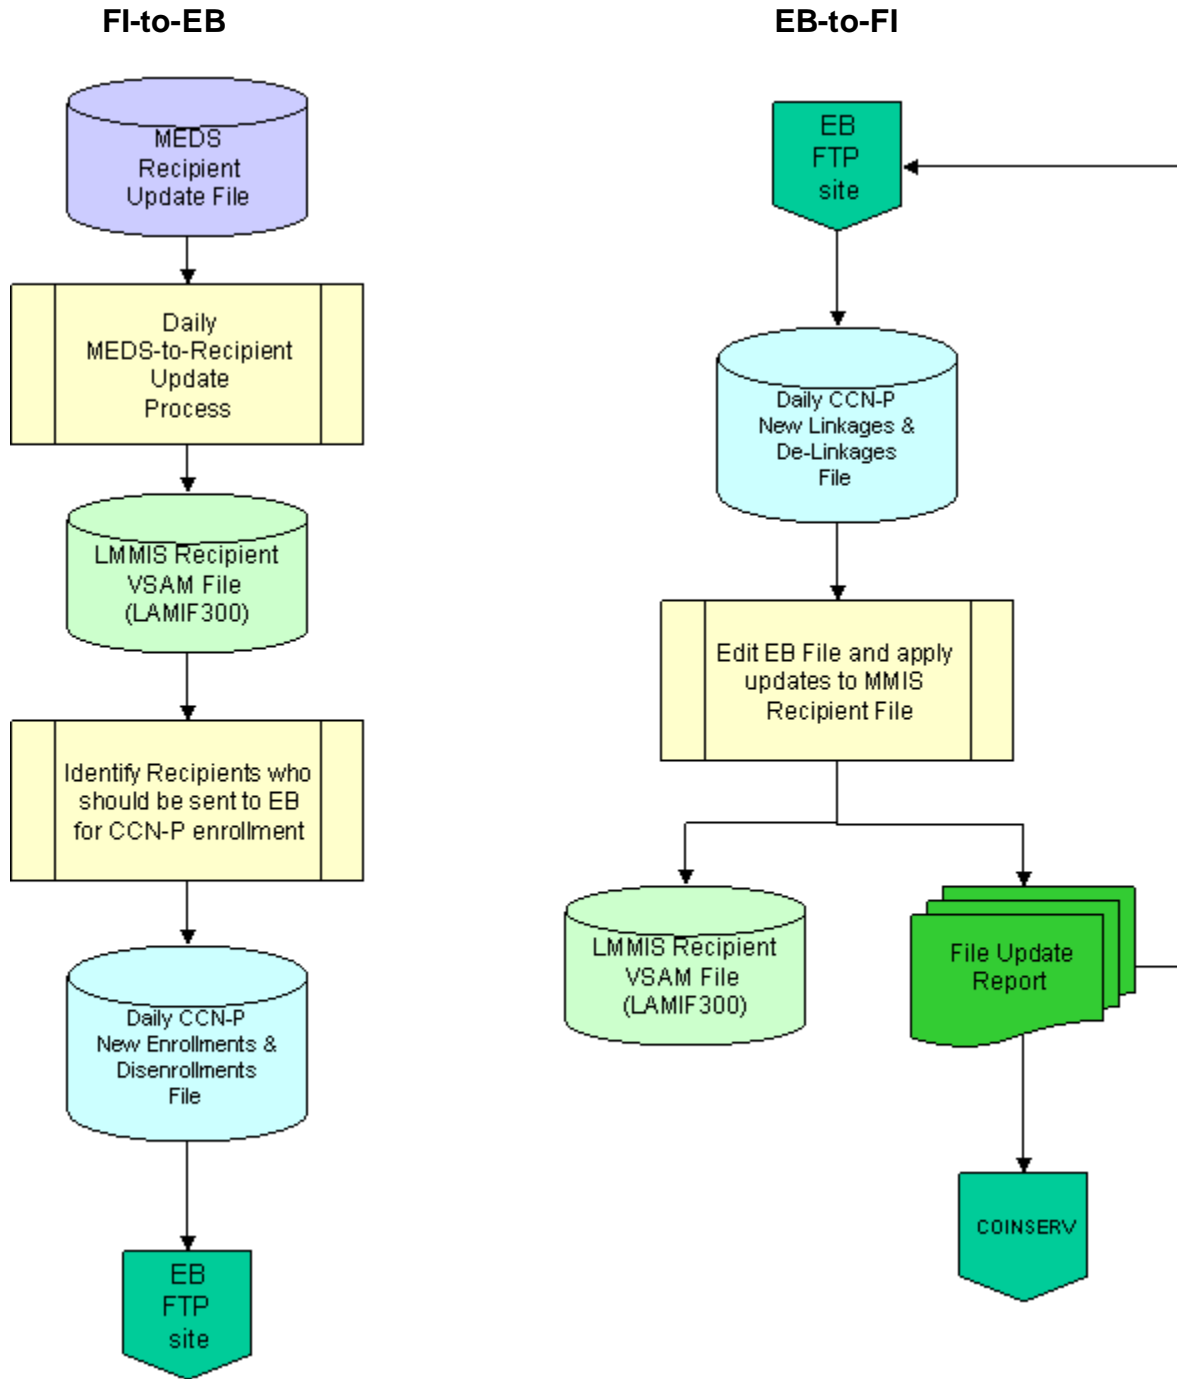 FI-to-EB
MEDS
Recipient
Update File
Daily
MEDS-to-Recipient
Update
Process
LMMIS Recipient
VSAM File
(LAMIF300)
Identify Recipients who
should be sent to EB
for CCN-P enrollment
Daily CCN-P
New Enrollments &
Disenrollments
File
EB
FTP
site
EB-to-FI
EB
FTP
site
Daily CCN-P
New Linkages &
De-Linkages
File
Edit EB File and apply
updates to MMIS
Recipient File
LMMIS Recipient
VSAM File
(LAMIF300)
File Update
Report
COINSERV